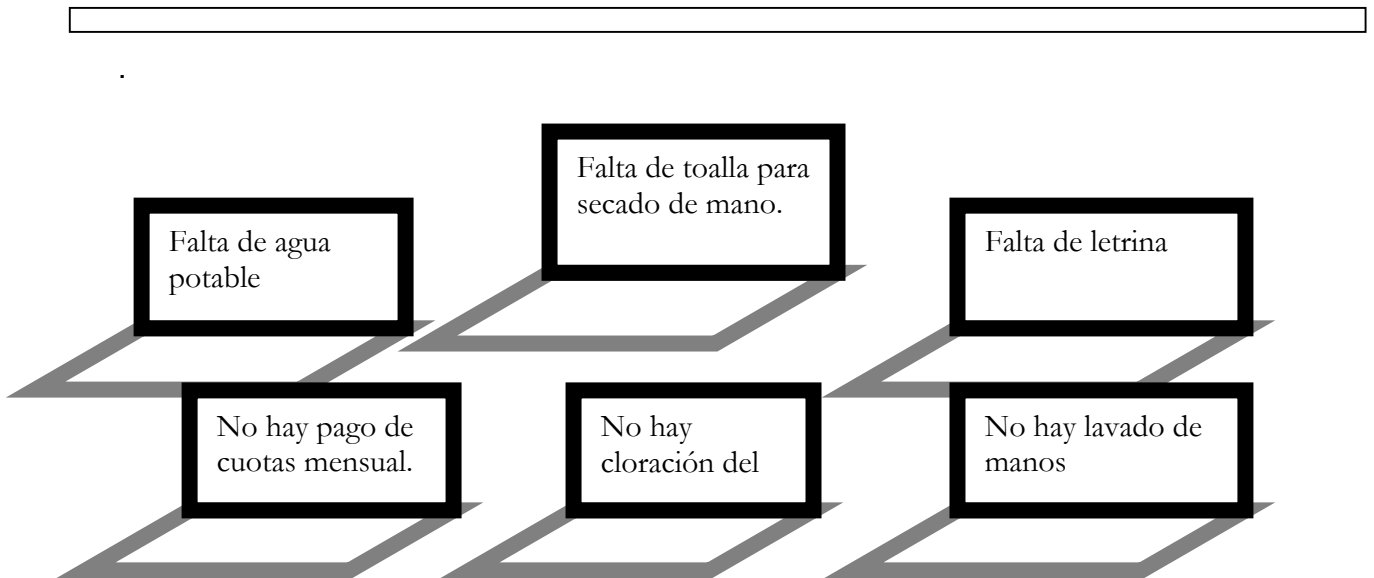 Falta de toalla para
secado de mano.
Falta de agua
potable
Falta de letrina
No hay pago de
cuotas mensual.
No hay
cloración del
No hay lavado de
manos